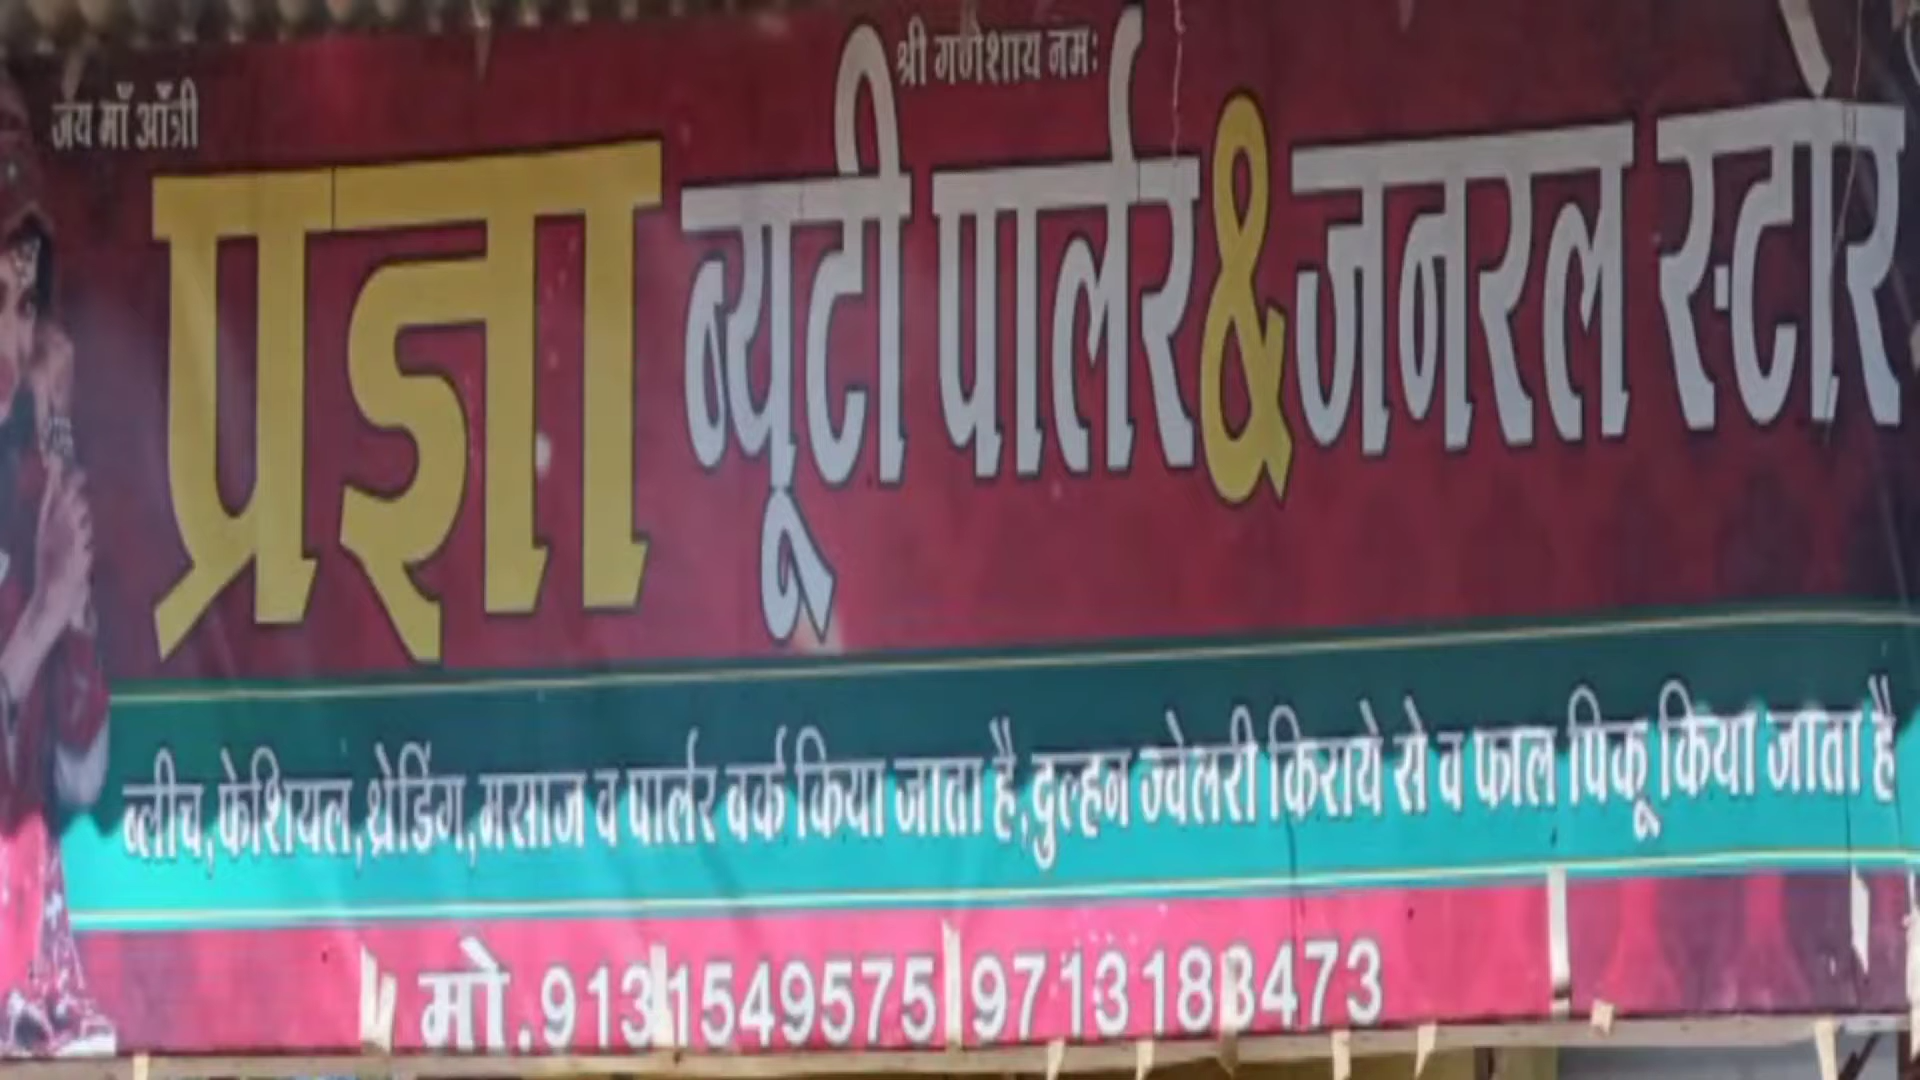 श्री गणेशाय नमः
जय माँ आँत्री
प्रज्ञा ब्यूटी पार्लर & जनरल स्टोर
ब्लीच,फेशियल,थ्रेडिंग,मसाज व पार्लर वर्क किया जाता है,दुल्हन ज्वेलरी किराये से व फाल पिकू किया जाता है
मो.9131549575 9713183473